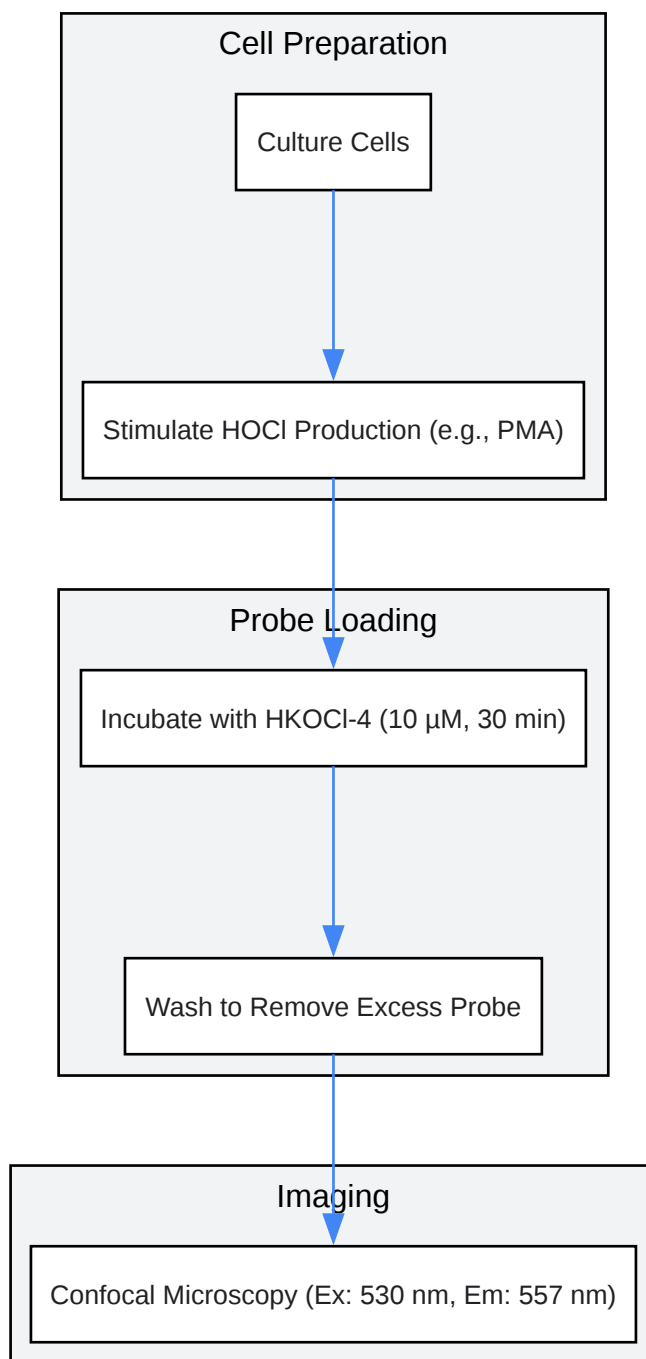 Cell Preparation
Culture Cells
Stimulate HOCl Production (e.g., PMA)
Probe Loading
Incubate with HKOCl-4 (10 µM, 30 min)
Wash to Remove Excess Probe
Imaging
Confocal Microscopy (Ex: 530 nm, Em: 557 nm)